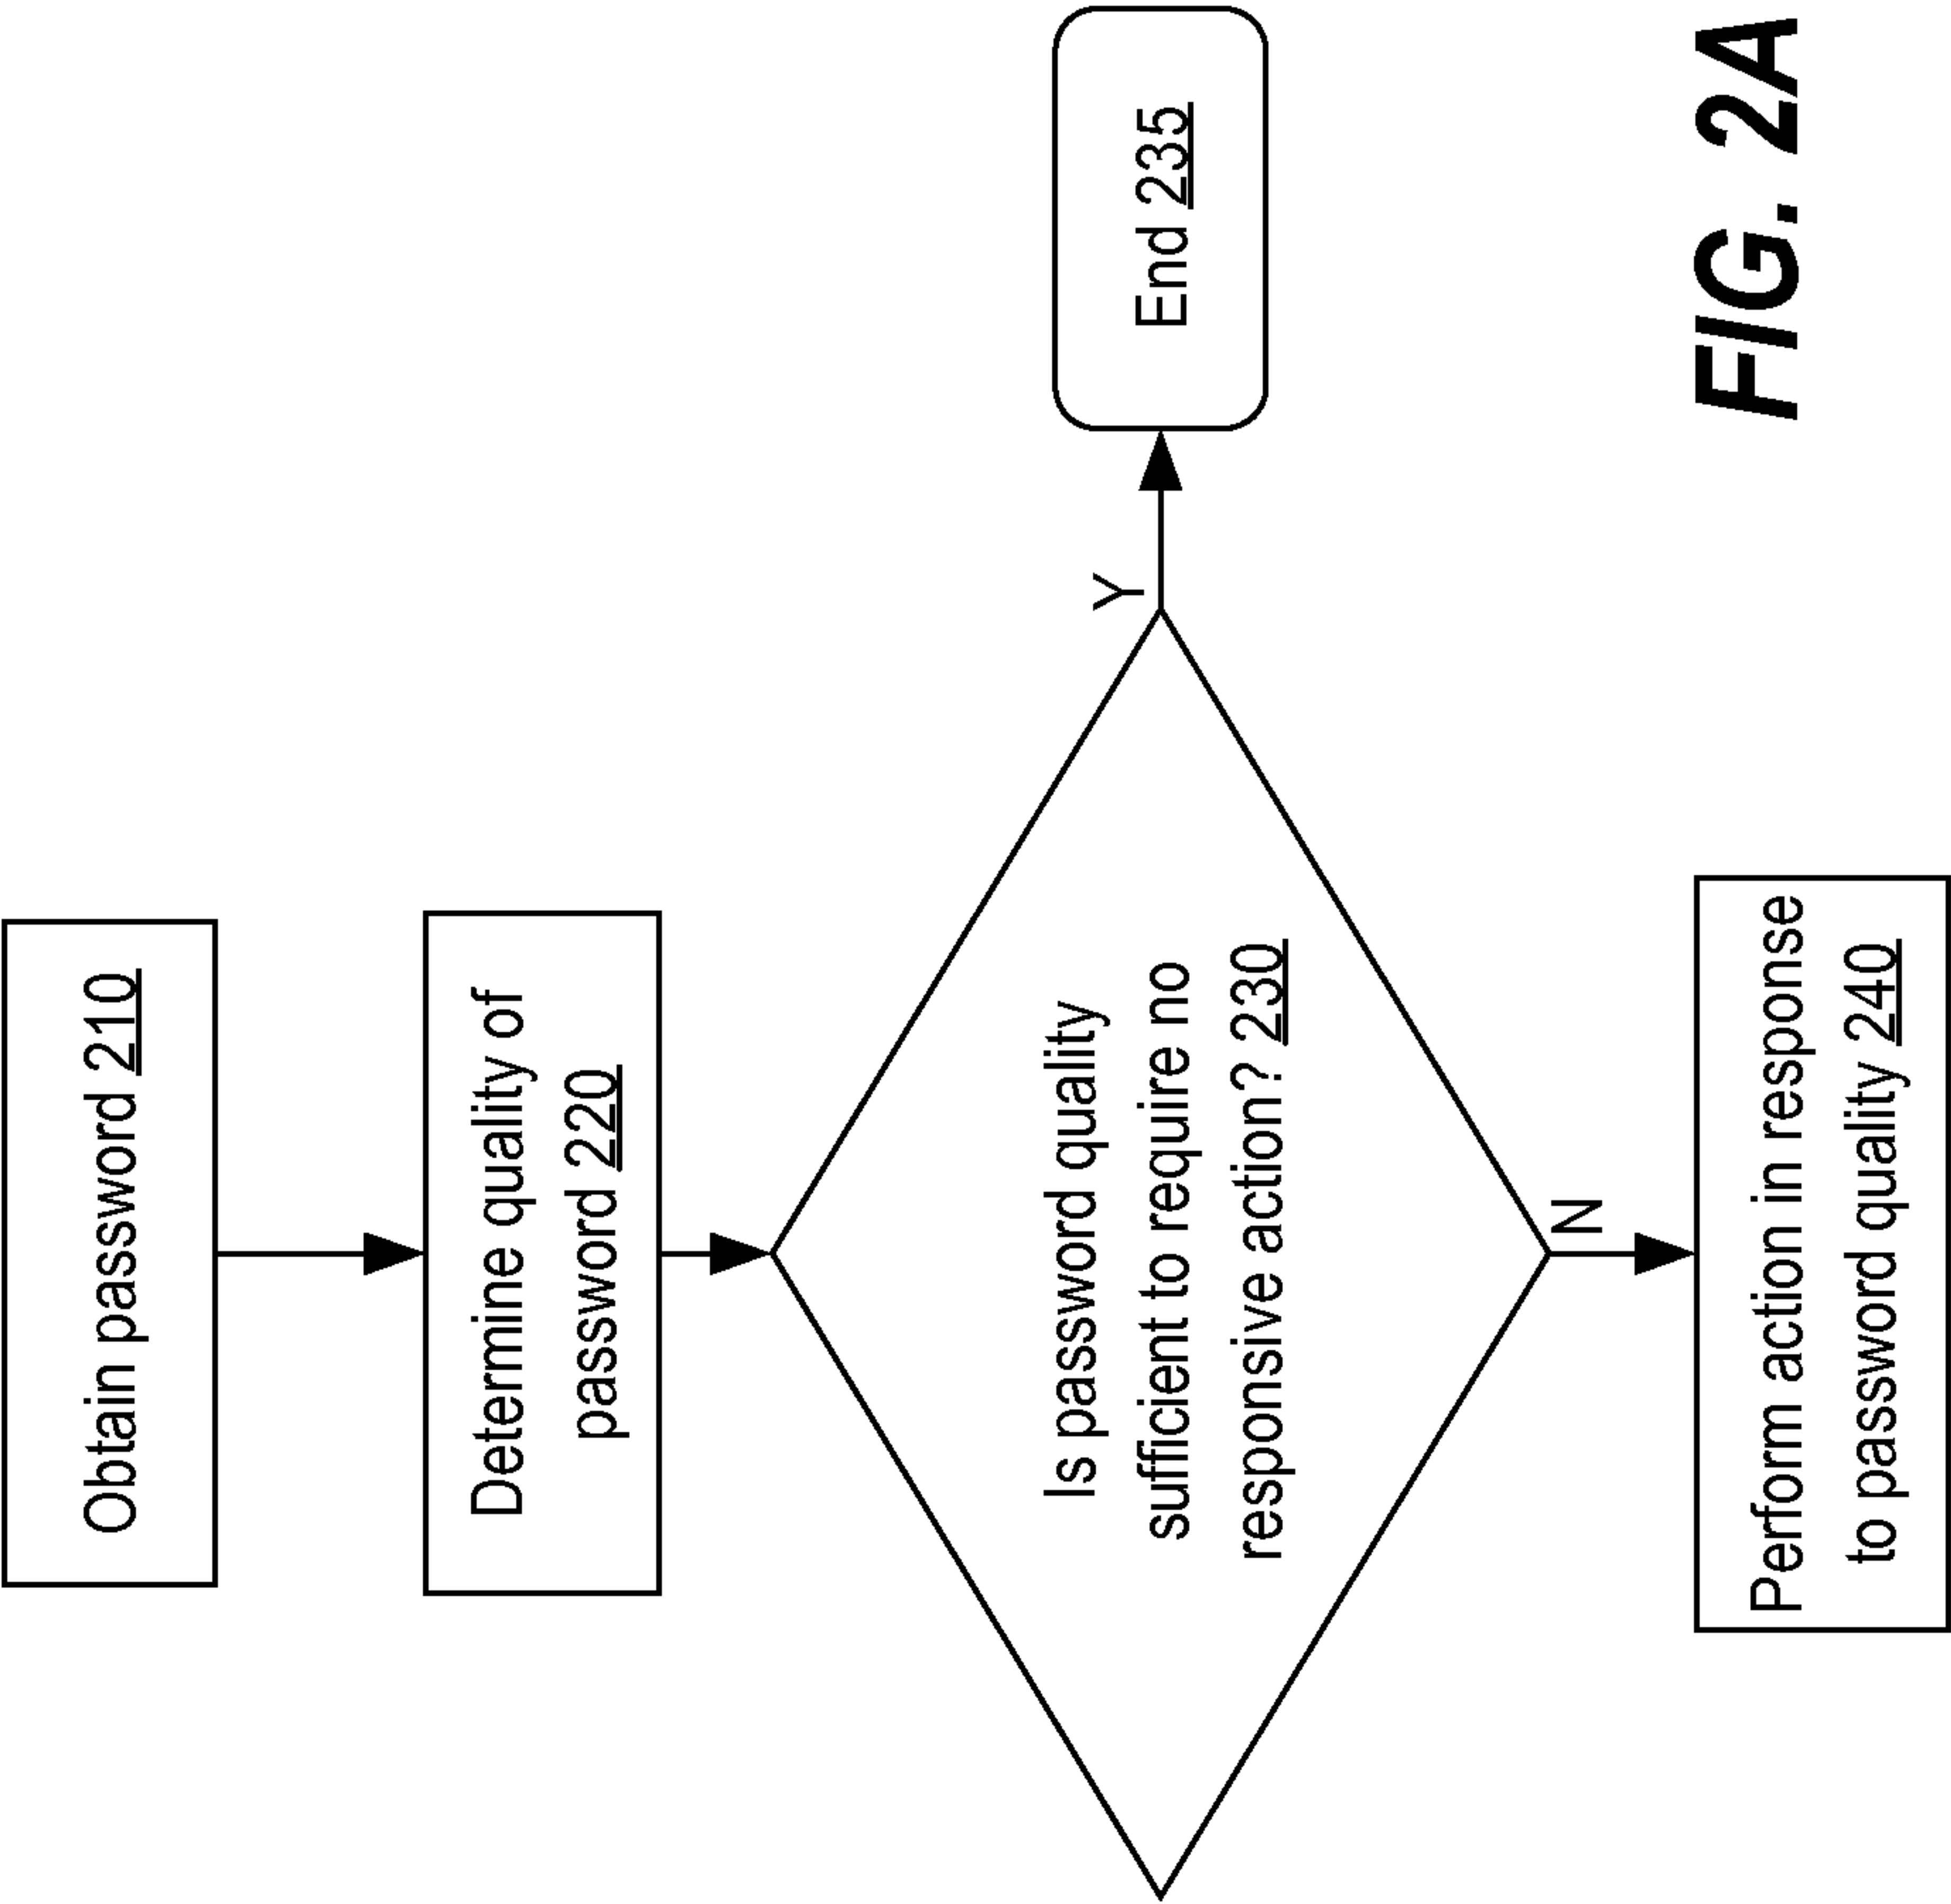 Obtain password 210
Determine quality of
password 220
Is password quality
sufficient to require no
responsive action? 230
Y
End 235
N
Perform action in response
to password quality 240
FIG. 2A